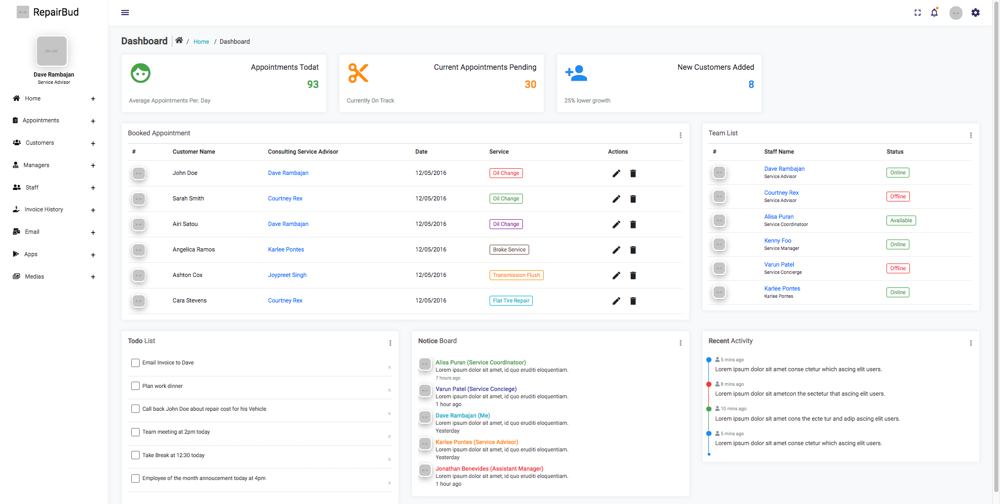 RepairBud
Dave Rambajan
Service Advisor
Home +
Appointments +
Customers +
Managers +
Staff +
Invoice History +
Email +
Apps +
Medias +
Dashboard / Home / Dashboard
Appointments Todat
93
Average Appointments Per. Day
Current Appointments Pending
30
Currently On Track
New Customers Added
8
25% lower growth
Booked Appointment
# Customer Name Consulting Service Advisor Date Service Actions
John Doe Dave Rambajan 12/05/2016 Oil Change
Sarah Smith Courtney Rex 12/05/2016 Oil Change
Airi Satou Dave Rambajan 12/05/2016 Oil Change
Angelica Ramos Karlee Pontes 12/05/2016 Brake Service
Ashton Cox Joypreet Singh 12/05/2016 Transmission Flush
Cara Stevens Courtney Rex 12/05/2016 Flat Tire Repair
Team List
# Staff Name Status
Dave Rambajan Online
Service Advisor
Courtney Rex Offline
Service Advisor
Alisa Puran Available
Service Coordinatoor
Kenny Foo Online
Service Manager
Varun Patel Offline
Service Concierge
Karlee Pontes Online
Karlee Pontes
Todo List
Email Invoice to Dave
×
Plan work dinner
×
Call back John Doe about repair cost for his Vehicle
×
Team meeting at 2pm today
×
Take Break at 12:30 today
×
Employee of the month annoucement today at 4pm
×
Notice Board
Alisa Puran (Service Coordinatoor)
Lorem ipsum dolor sit amet, id quo eruditi eloquentiam.
7 hours ago
Varun Patel (Service Conciege)
Lorem ipsum dolor sit amet, id quo eruditi eloquentiam.
1 hour ago
Dave Rambajan (Me)
Lorem ipsum dolor sit amet, id quo eruditi eloquentiam.
Yesterday
Karlee Pontes (Service Advisor)
Lorem ipsum dolor sit amet, id quo eruditi eloquentiam.
Yesterday
Jonathan Benevides (Assistant Manager)
Lorem ipsum dolor sit amet, id quo eruditi eloquentiam.
1 hour ago
Recent Activity
5 mins ago
Lorem ipsum dolor sit amet conse ctetur which ascing elit users.
8 mins ago
Lorem ipsum dolor sit ametcon the sectetur that ascing elit users.
10 mins ago
Lorem ipsum dolor sit amet cons the ecte tur and adip ascing elit users.
5 mins ago
Lorem ipsum dolor sit amet conse ctetur which ascing elit users.